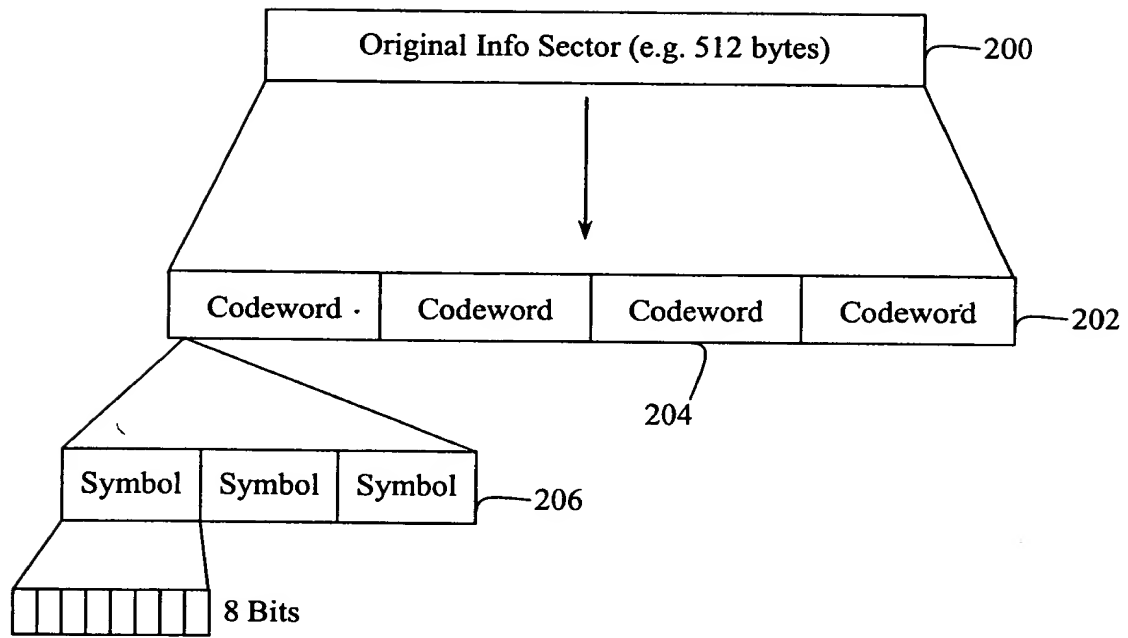 Original Info Sector (e.g. 512 bytes)
200
Codeword Codeword Codeword Codeword
202
204
Symbol Symbol Symbol
206
8 Bits